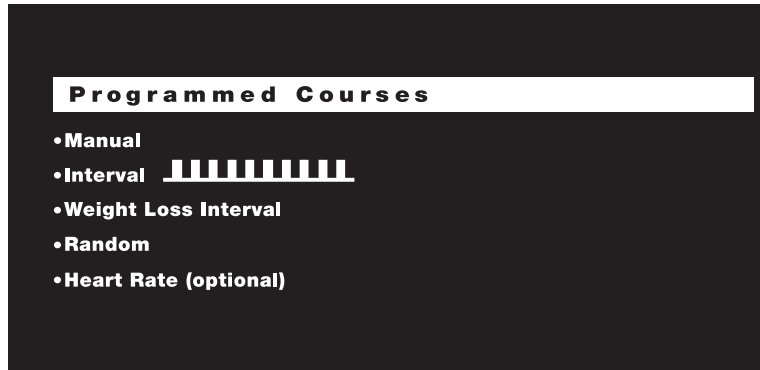 Programmed Courses
•Manual
•Interval
•Weight Loss Interval
•Random
•Heart Rate (optional)